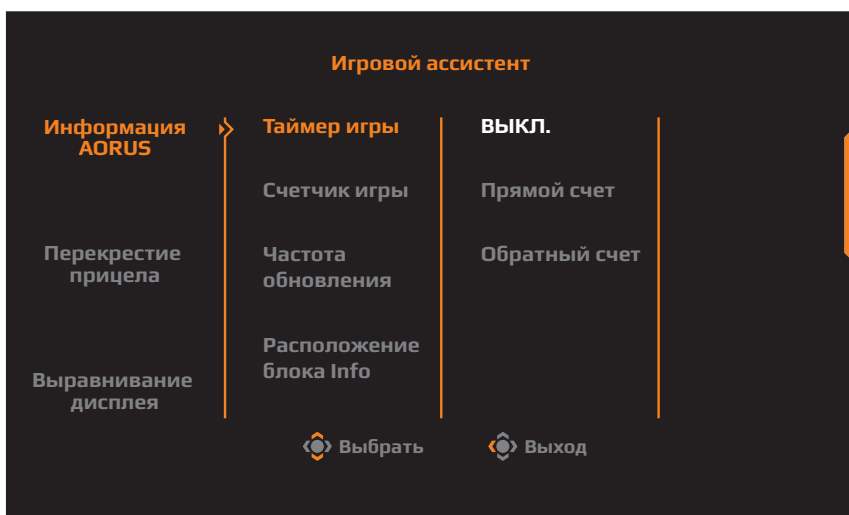 Игровой ассистент
Информация
AORUS
Перекрестие
прицела
Выравнивание
дисплея
Таймер игры
Счетчик игры
Частота
обновления
Расположение
блока Info
ВЫКЛ.
Прямой счет
Обратный счет
Выбрать
Выход